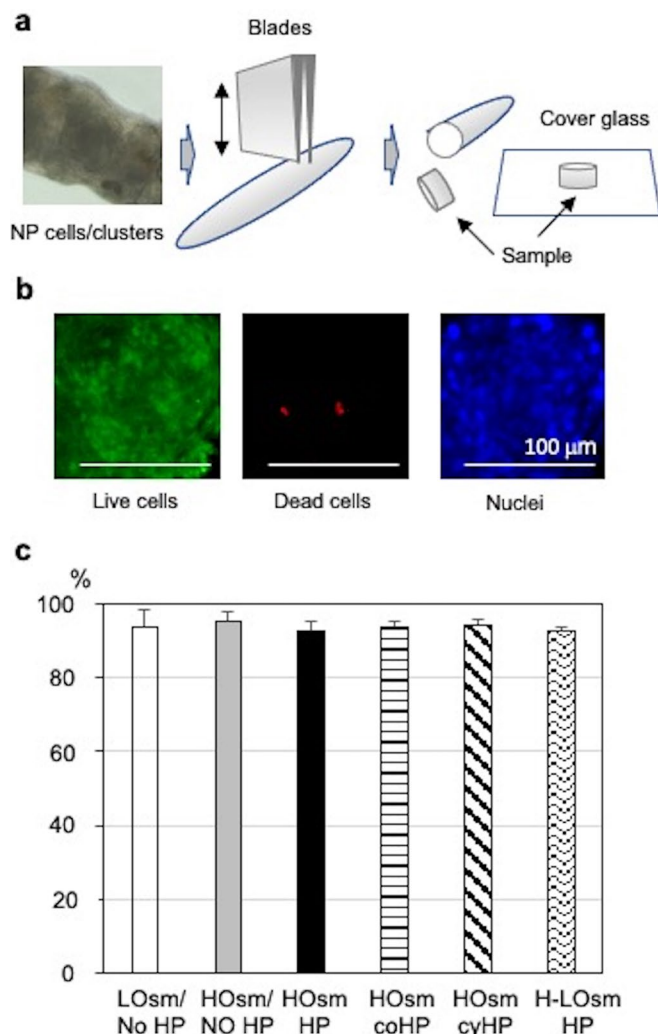 a
Blades
Cover glass
NP cells/clusters
Sample
b
100 μm
Live cells
Dead cells
Nuclei
c
%
100
80
60
40
20
0
LOsm/ HOsm/ HOsm HOsm HOsm H-LOsm
No HP NO HP HP coHP cyHP HP